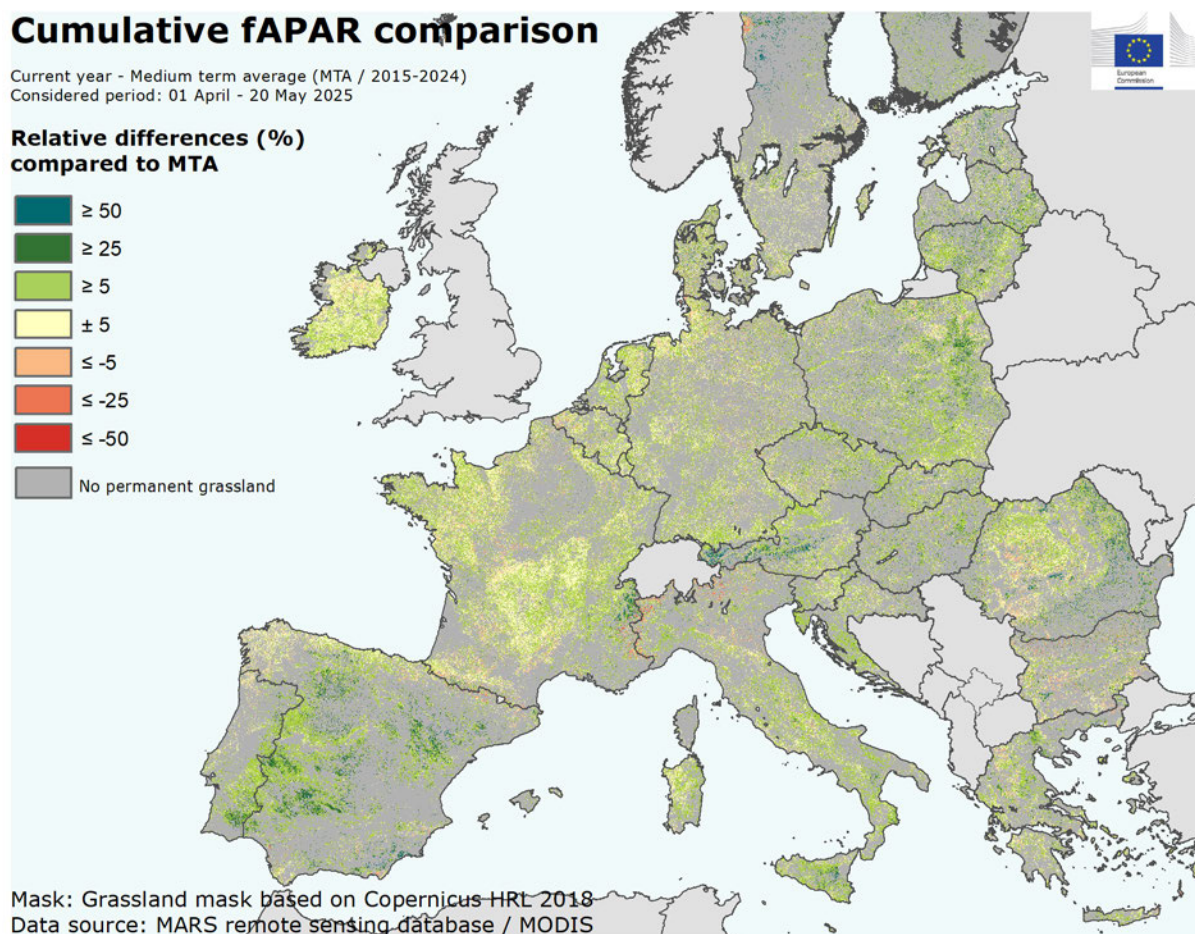 Cumulative fAPAR comparison
Current year - Medium term average (MTA / 2015-2024)
Considered period: 01 April - 20 May 2025
Relative differences (%)
compared to MTA
≥ 50
≥ 25
≥ 5
± 5
≤ -5
≤ -25
≤ -50
No permanent grassland
European
Commission
Mask: Grassland mask based on Copernicus HRL 2018
Data source: MARS remote sensing database / MODIS